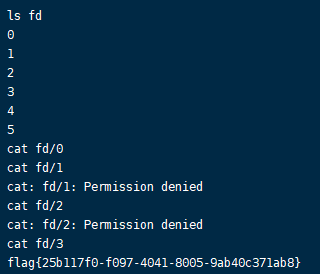 ls fd
0
1
2
3
4
5
cat fd/0
cat fd/1
cat: fd/1: Permission denied
cat fd/2
cat: fd/2: Permission denied
cat fd/3
flag{25b117f0-f097-4041-8005-9ab40c371ab8}